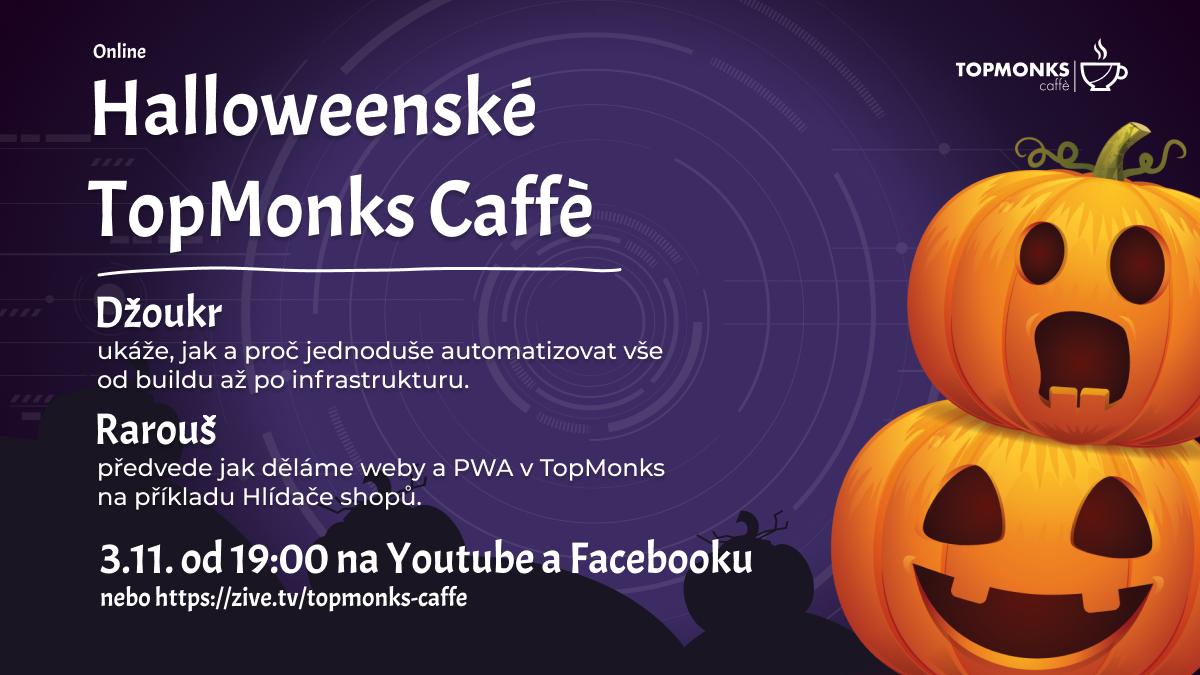 Online
TOPMONKS
caffè
Halloweenské
TopMonks Caffè
Džoukr
ukáže, jak a proč jednoduše automatizovat vše
od buildu až po infrastrukturu.
Rarouš
předvede jak děláme weby a PWA v TopMonks
na příkladu Hlídače shopů.
3.11. od 19:00 na Youtube a Facebooku
nebo https://zive.tv/topmonks-caffe